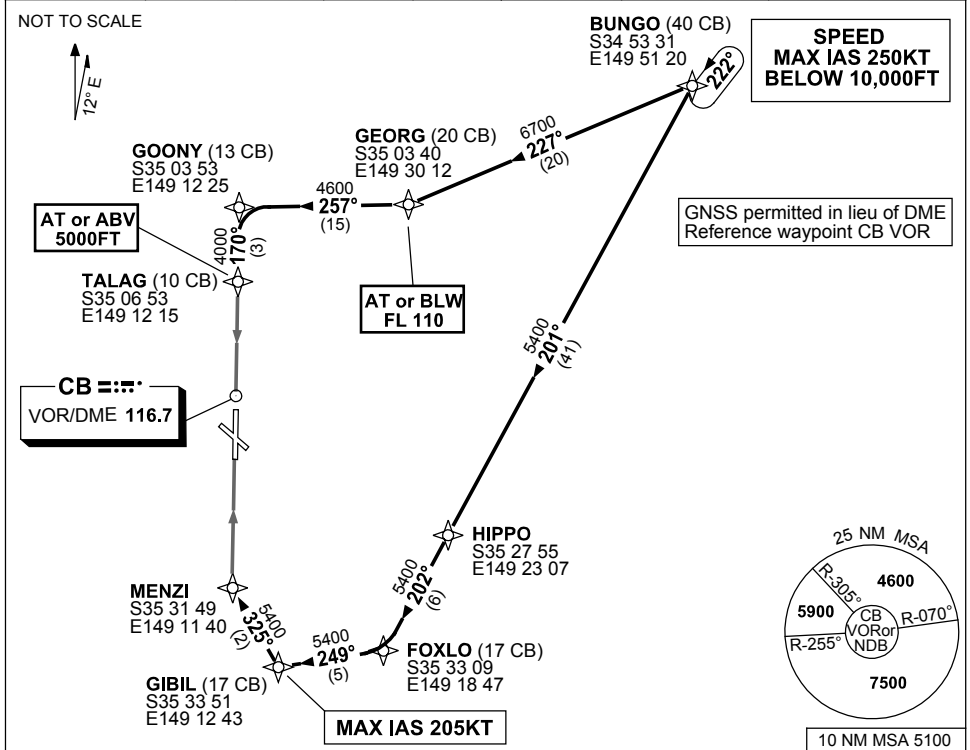 NOT TO SCALE
12° E
BUNGO (40 CB)
S34 53 31
E149 51 20
222°
SPEED
MAX IAS 250KT
BELOW 10,000FT
6700
227°
(20)
GEORG (20 CB)
S35 03 40
E149 30 12
GOONY (13 CB)
S35 03 53
E149 12 25
4600
257°
(15)
GNSS permitted in lieu of DME
Reference waypoint CB VOR
AT or ABV
5000FT
4000
170°
(3)
TALAG (10 CB)
S35 06 53
E149 12 15
AT or BLW
FL 110
5400
201°
(41)
CB
VOR/DME 116.7
HIPPO
S35 27 55
E149 23 07
5400
202°
(6)
MENZI
S35 31 49
E149 11 40
5400
325°
(2)
5400
249°
(5)
FOXLO (17 CB)
S35 33 09
E149 18 47
GIBIL (17 CB)
S35 33 51
E149 12 43
MAX IAS 205KT
25 NM MSA
R-305°
4600
5900
CB
VORor
NDB
R-070°
R-255°
7500
10 NM MSA 5100